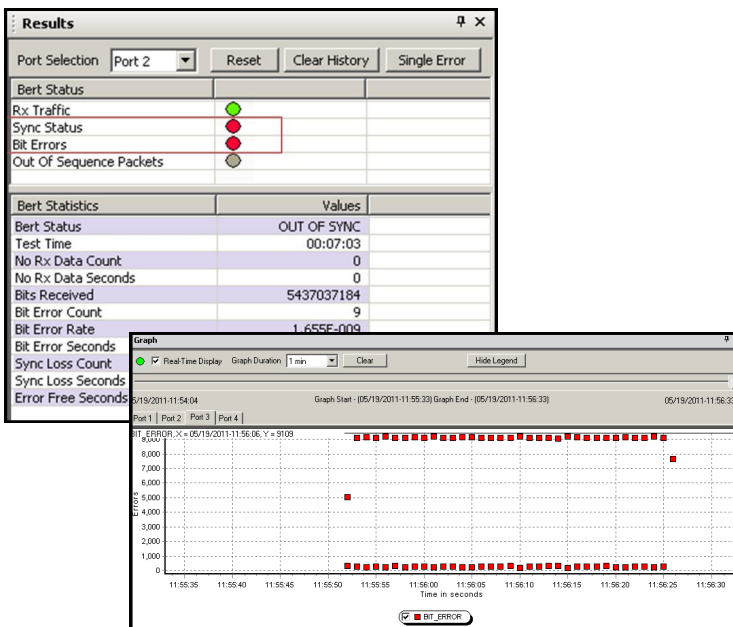 Results
Port Selection Port 2 Reset Clear History Single Error
Bert Status
Rx Traffic
Sync Status
Bit Errors
Out Of Sequence Packets
Bert Statistics Values
Bert Status OUT OF SYNC
Test Time 00:07:03
No Rx Data Count 0
No Rx Data Seconds 0
Bits Received 5437037184
Bit Error Count 9
Bit Error Rate 1.655E-009
Bit Error Seconds
Sync Loss Count
Sync Loss Seconds
Error Free Seconds
Graph
Real-Time Display Graph Duration 1 min Clear Hide Legend
5/19/2011-11:54:04 Graph Start - (05/19/2011-11:55:33) Graph End - (05/19/2011-11:56:33) 05/19/2011-11:56:33
Port 1 Port 2 Port 3 Port 4
BIT_ERROR, X = 05/19/2011-11:56:06, Y = 9109
9,000
8,000
7,000
6,000
5,000
4,000
3,000
2,000
1,000
0
Errors
11:55:35 11:55:40 11:55:45 11:55:50 11:55:55 11:56:00 11:56:05 11:56:10 11:56:15 11:56:20 11:56:25 11:56:30
Time in seconds
BIT_ERROR